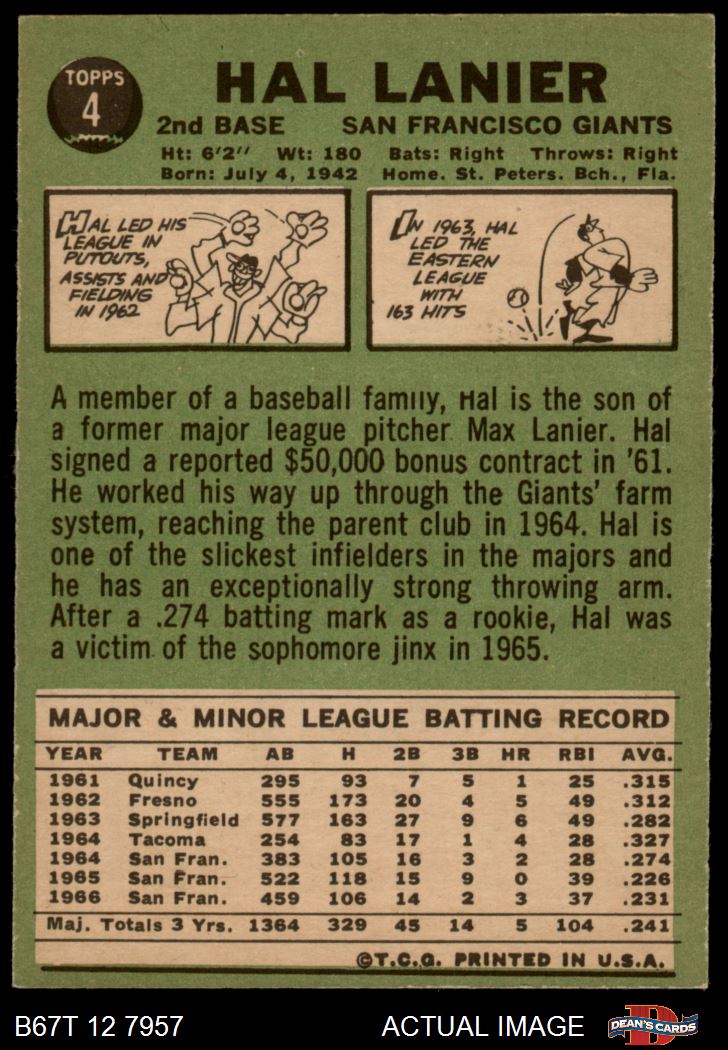 TOPPS
4
HAL LANIER
2nd BASE SAN FRANCISCO GIANTS
Ht: 6'2" Wt: 180 Bats: Right Throws: Right
Born: July 4, 1942 Home. St. Peters. Bch., Fla.
HAL LED HIS
LEAGUE IN
PUTOUTS,
ASSISTS AND
FIELDING
IN 1962
IN 1963, HAL
LED THE
EASTERN
LEAGUE
WITH
163 HITS
A member of a baseball family, Hal is the son of
a former major league pitcher Max Lanier. Hal
signed a reported $50,000 bonus contract in '61.
He worked his way up through the Giants' farm
system, reaching the parent club in 1964. Hal is
one of the slickest infielders in the majors and
he has an exceptionally strong throwing arm.
After a .274 batting mark as a rookie, Hal was
a victim of the sophomore jinx in 1965.
MAJOR & MINOR LEAGUE BATTING RECORD
YEAR TEAM AB H 2B 3B HR RBI AVG.
1961 Quincy 295 93 7 5 1 25 .315
1962 Fresno 555 173 20 4 5 49 .312
1963 Springfield 577 163 27 9 6 49 .282
1964 Tacoma 254 83 17 1 4 28 .327
1964 San Fran. 383 105 16 3 2 28 .274
1965 San Fran. 522 118 15 9 0 39 .226
1966 San Fran. 459 106 14 2 3 37 .231
Maj. Totals 3 Yrs. 1364 329 45 14 5 104 .241
©T.C.G. PRINTED IN U.S.A.
B67T 12 7957 ACTUAL IMAGE
D
DEAN'S CARDS